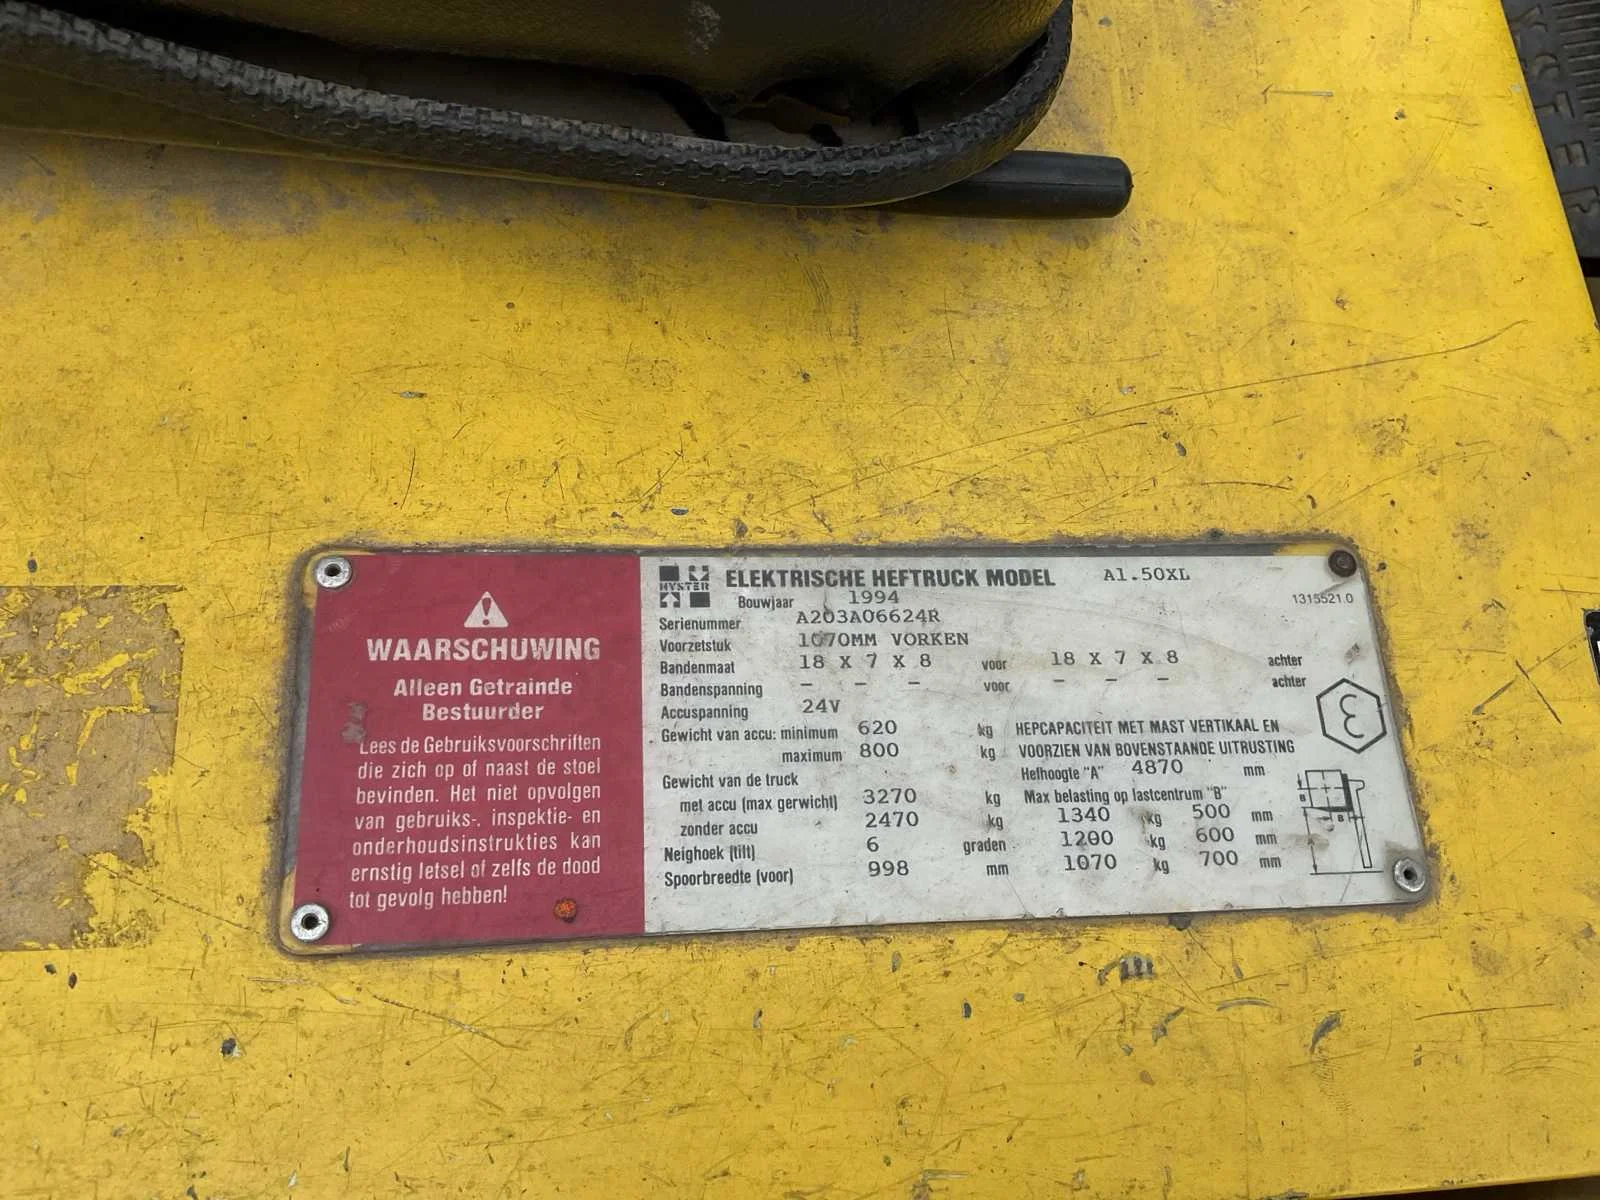 WAARSCHUWING
Alleen Getrainde
Bestuurder
Lees de Gebruiksvoorschriften
die zich op of naast de stoel
bevinden. Het niet opvolgen
van gebruiks-, inspektie- en
onderhoudsinstrukties kan
ernstig letsel of zelfs de dood
tot gevolg hebben!
HYSTER
ELEKTRISCHE HEFTRUCK MODEL A1.50XL
Bouwjaar 1994
1315521.0
Serienummer A203A06624R
Voorzetstuk 1070MM VORKEN
Bandenmaat 18 X 7 X 8 voor 18 X 7 X 8 achter
Bandenspanning - - - voor - - - achter
Accuspanning 24V
Gewicht van accu: minimum 620 kg
maximum 800 kg
Gewicht van de truck
met accu (max gerwicht) 3270 kg
zonder accu 2470 kg
Neighoek (tilt) 6 graden
Spoorbreedte (voor) 998 mm
HEPCAPACITEIT MET MAST VERTIKAAL EN
VOORZIEN VAN BOVENSTAANDE UITRUSTING
Hefhoogte "A" 4870 mm
Max belasting op lastcentrum "B"
1340 kg 500 mm
1200 kg 600 mm
1070 kg 700 mm
B
B
A